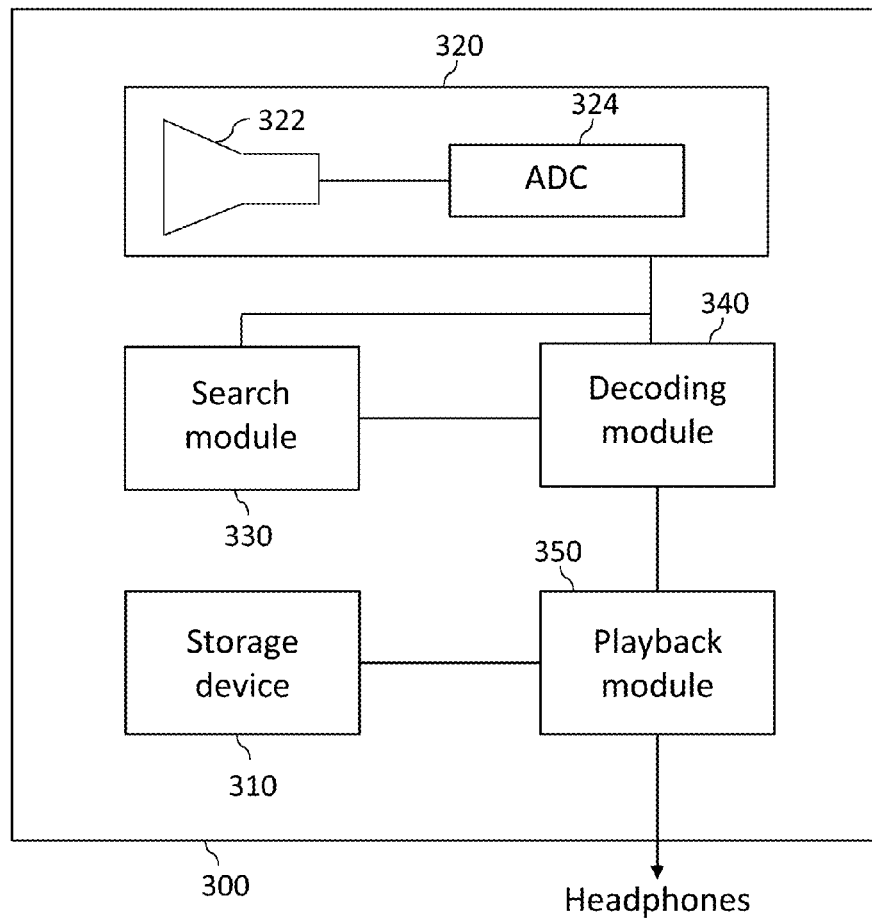 320
322
324
ADC
340
Search
module
Decoding
module
330
350
Storage
device
Playback
module
310
300
Headphones